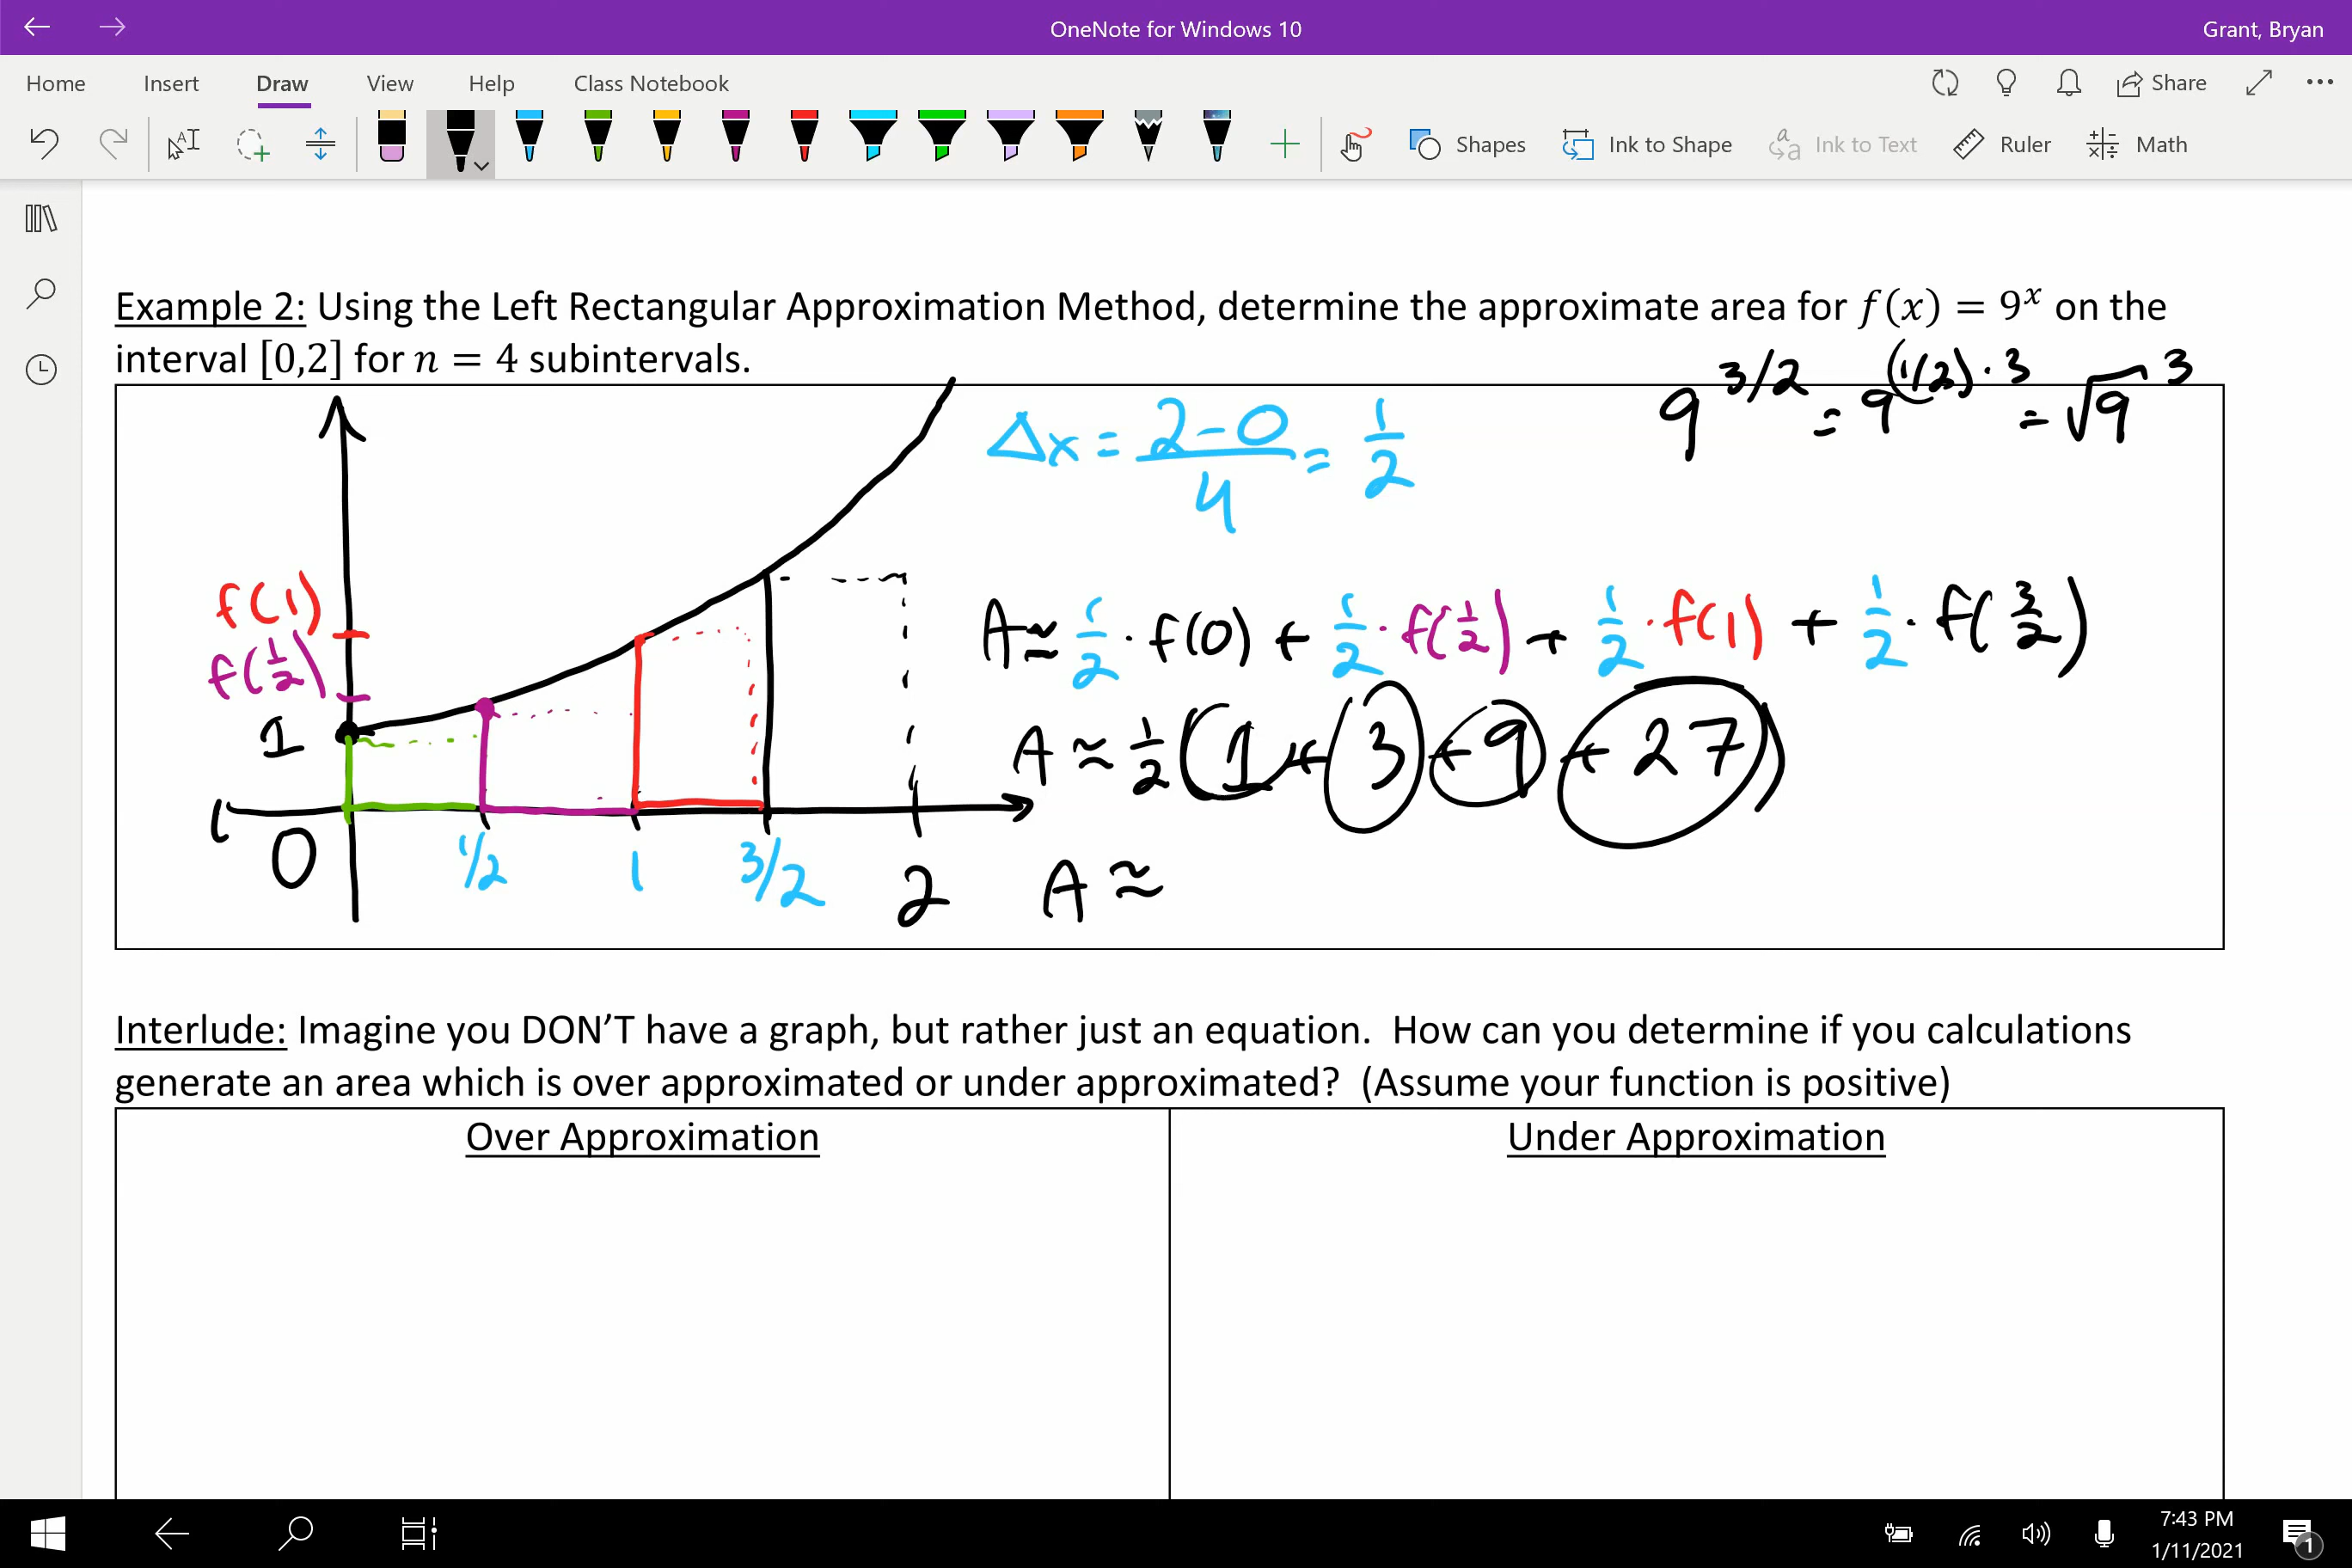 OneNote for Windows 10
Grant, Bryan
Home Insert Draw View Help Class Notebook Share
Shapes Ink to Shape Ink to Text Ruler Math
Example 2: Using the Left Rectangular Approximation Method, determine the approximate area for f(x) = 9^x on the
interval [0,2] for n = 4 subintervals.
9^3/2 = 9^(1/2)·3 = √9^3
Δx = 2-0/4 = 1/2
f(1)
f(1/2)
1
A ≈ 1/2 · f(0) + 1/2 · f(1/2) + 1/2 · f(1) + 1/2 · f(3/2)
A ≈ 1/2 (1 + 3 + 9 + 27)
0 1/2 1 3/2 2
A ≈
Interlude: Imagine you DON'T have a graph, but rather just an equation. How can you determine if you calculations
generate an area which is over approximated or under approximated? (Assume your function is positive)
Over Approximation
Under Approximation
7:43 PM
1/11/2021
1